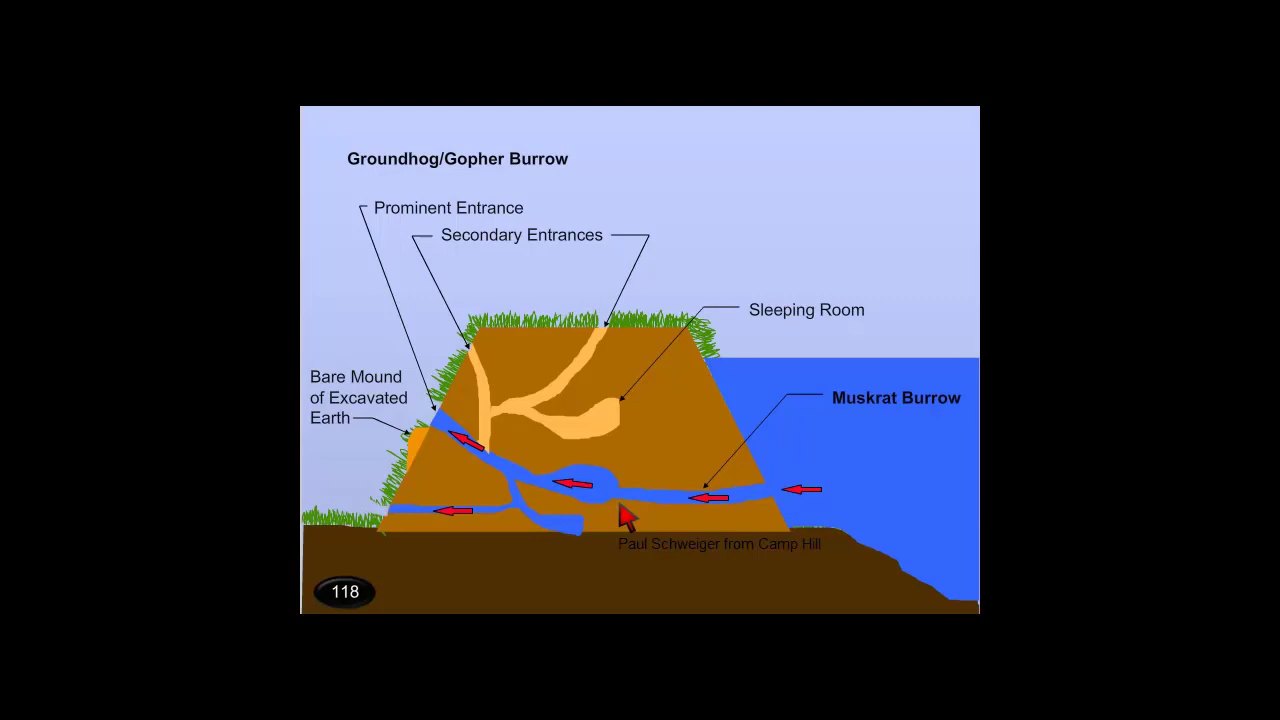 Groundhog/Gopher Burrow
Prominent Entrance
Secondary Entrances
Sleeping Room
Bare Mound
of Excavated
Earth
Muskrat Burrow
Paul Schweiger from Camp Hill
118